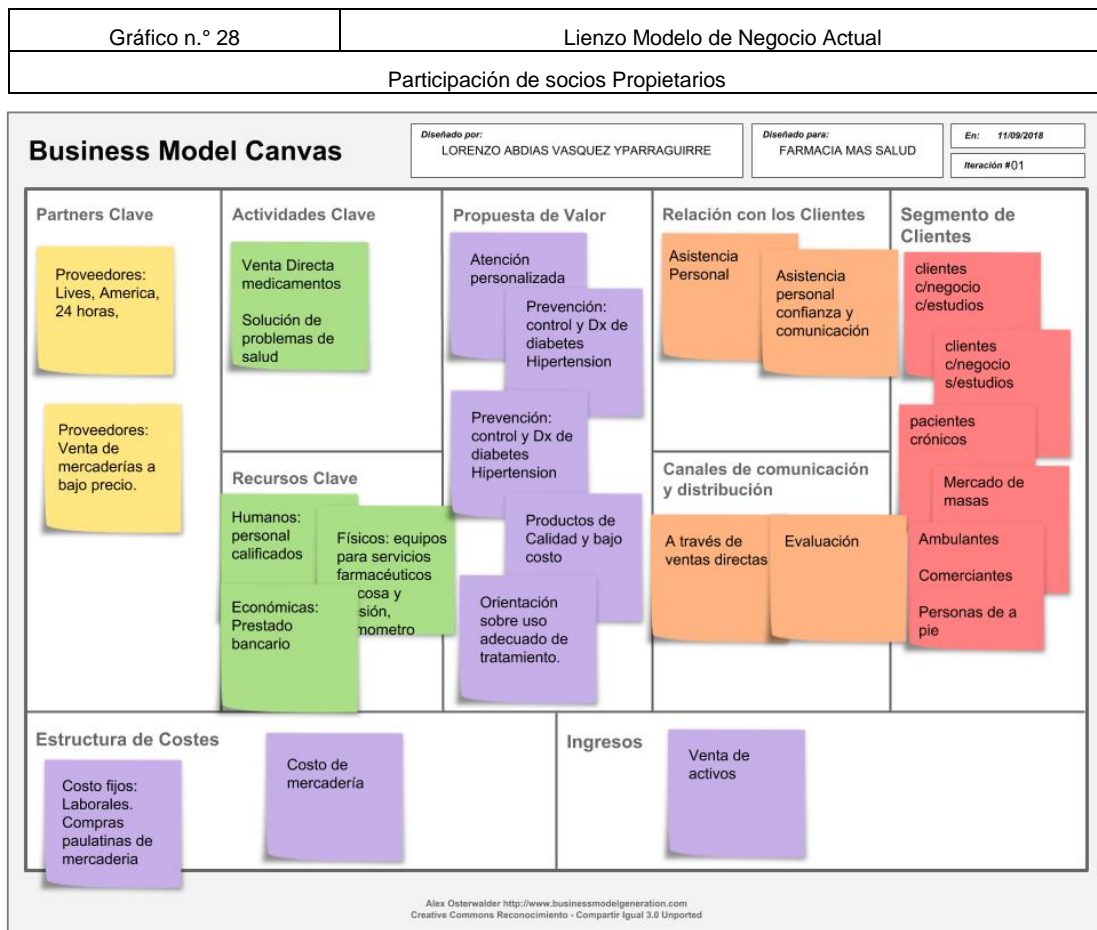 Gráfico n.° 28
Lienzo Modelo de Negocio Actual
Participación de socios Propietarios
Business Model Canvas
Diseñado por:
LORENZO ABDIAS VASQUEZ YPARRAGUIRRE
Diseñado para:
FARMACIA MAS SALUD
En: 11/09/2018
Iteración #01
Partners Clave
Proveedores:
Lives, America,
24 horas,
Proveedores:
Venta de
mercaderías a
bajo precio.
Actividades Clave
Venta Directa
medicamentos
Solución de
problemas de
salud
Recursos Clave
Humanos:
personal
calificados
Físicos: equipos
para servicios
farmacéuticos
cosa y
sión,
mometro
Económicas:
Prestado
bancario
Propuesta de Valor
Atención
personalizada
Prevención:
control y Dx de
diabetes
Hipertension
Prevención:
control y Dx de
diabetes
Hipertension
Productos de
Calidad y bajo
costo
Orientación
sobre uso
adecuado de
tratamiento.
Relación con los Clientes
Asistencia
Personal
Asistencia
personal
confianza y
comunicación
Canales de comunicación
y distribución
A través de
ventas directas
Evaluación
Segmento de
Clientes
clientes
c/negocio
c/estudios
clientes
c/negocio
s/estudios
pacientes
crónicos
Mercado de
masas
Ambulantes
Comerciantes
Personas de a
pie
Estructura de Costes
Costo fijos:
Laborales.
Compras
paulatinas de
mercaderia
Costo de
mercadería
Ingresos
Venta de
activos
Alex Osterwalder http://www.businessmodelgeneration.com
Creative Commons Reconocimiento - Compartir Igual 3.0 Unported